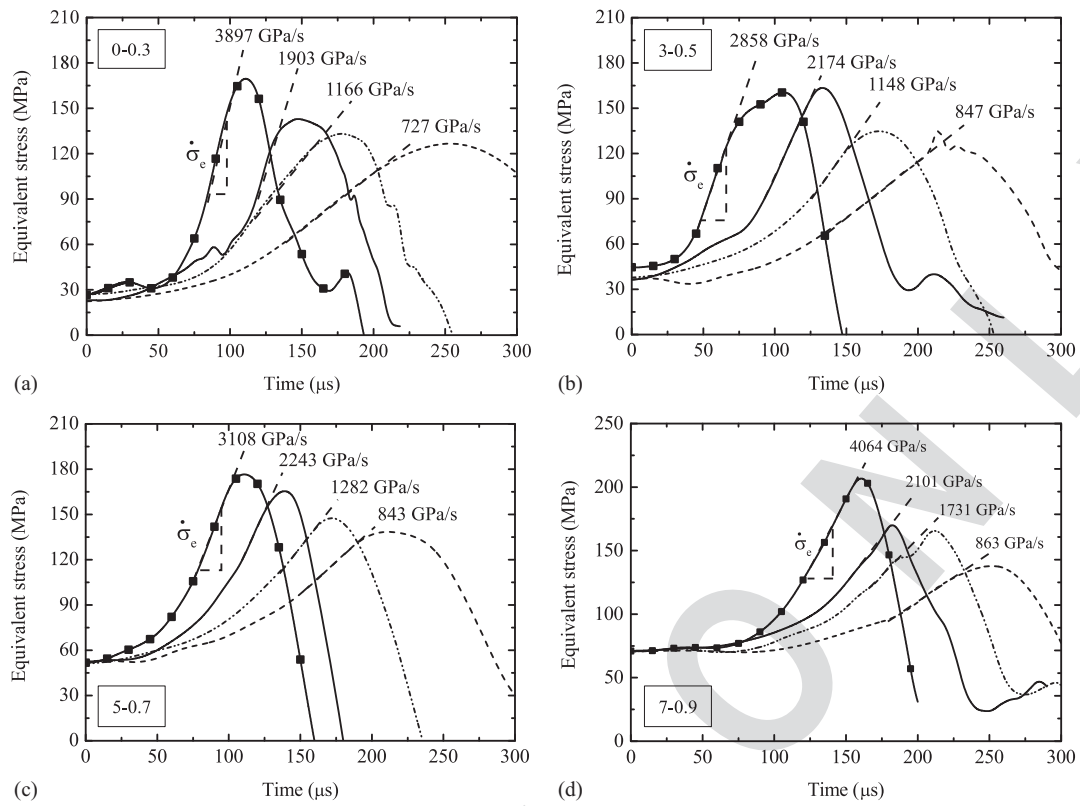 210
180
150
120
90
60
30
0
Equivalent stress (MPa)
0-0.3
3897 GPa/s
1903 GPa/s
1166 GPa/s
727 GPa/s
σ̇e
0 50 100 150 200 250 300
(a) Time (μs)
210
180
150
120
90
60
30
0
Equivalent stress (MPa)
3-0.5
2858 GPa/s
2174 GPa/s
1148 GPa/s
847 GPa/s
σ̇e
0 50 100 150 200 250 300
(b) Time (μs)
210
180
150
120
90
60
30
0
Equivalent stress (MPa)
3108 GPa/s
2243 GPa/s
1282 GPa/s
843 GPa/s
σ̇e
5-0.7
0 50 100 150 200 250 300
(c) Time (μs)
250
200
150
100
50
0
Equivalent stress (MPa)
4064 GPa/s
2101 GPa/s
1731 GPa/s
863 GPa/s
σ̇e
7-0.9
0 50 100 150 200 250 300
(d) Time (μs)
O N L